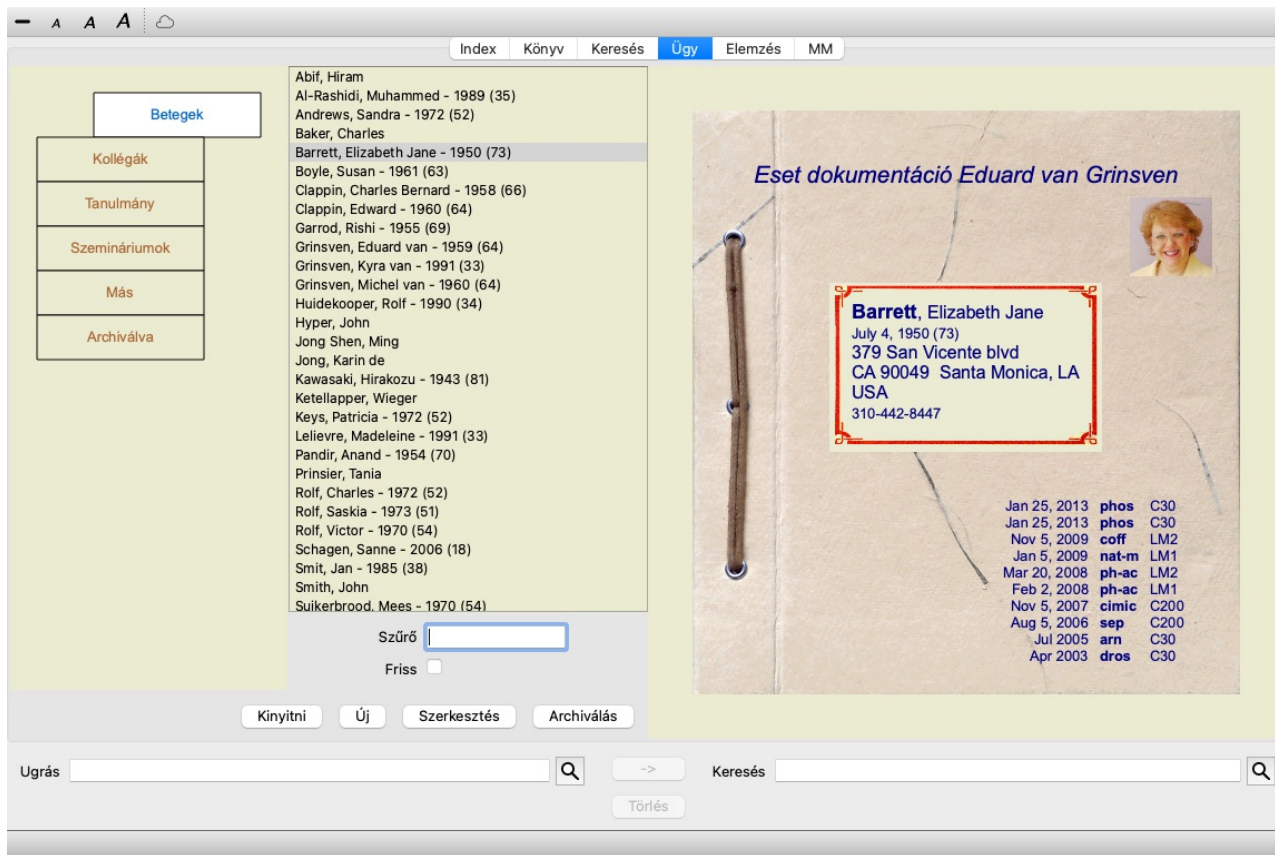 A A A
Index Könyv Keresés Ügy Elemzés MM
Betegek
Kollégák
Tanulmány
Szemináriumok
Más
Archiválva
Abif, Hiram
Al-Rashidi, Muhammed - 1989 (35)
Andrews, Sandra - 1972 (52)
Baker, Charles
Barrett, Elizabeth Jane - 1950 (73)
Boyle, Susan - 1961 (63)
Clappin, Charles Bernard - 1958 (66)
Clappin, Edward - 1960 (64)
Garrod, Rishi - 1955 (69)
Grinsven, Eduard van - 1959 (64)
Grinsven, Kyra van - 1991 (33)
Grinsven, Michel van - 1960 (64)
Huidekooper, Rolf - 1990 (34)
Hyper, John
Jong Shen, Ming
Jong, Karin de
Kawasaki, Hirakozu - 1943 (81)
Ketellapper, Wieger
Keys, Patricia - 1972 (52)
Lelievre, Madeleine - 1991 (33)
Pandir, Anand - 1954 (70)
Prinsier, Tania
Rolf, Charles - 1972 (52)
Rolf, Saskia - 1973 (51)
Rolf, Victor - 1970 (54)
Schagen, Sanne - 2006 (18)
Smit, Jan - 1985 (38)
Smith, John
Suikerbrood, Mees - 1970 (54)
Szűrő
Friss
Kinyitni Új Szerkesztés Archiválás
Eset dokumentáció Eduard van Grinsven
Barrett, Elizabeth Jane
July 4, 1950 (73)
379 San Vicente blvd
CA 90049 Santa Monica, LA
USA
310-442-8447
Jan 25, 2013 phos C30
Jan 25, 2013 phos C30
Nov 5, 2009 coff LM2
Jan 5, 2009 nat-m LM1
Mar 20, 2008 ph-ac LM2
Feb 2, 2008 ph-ac LM1
Nov 5, 2007 cimic C200
Aug 5, 2006 sep C200
Jul 2005 arn C30
Apr 2003 dros C30
Ugrás -> Keresés
Törlés